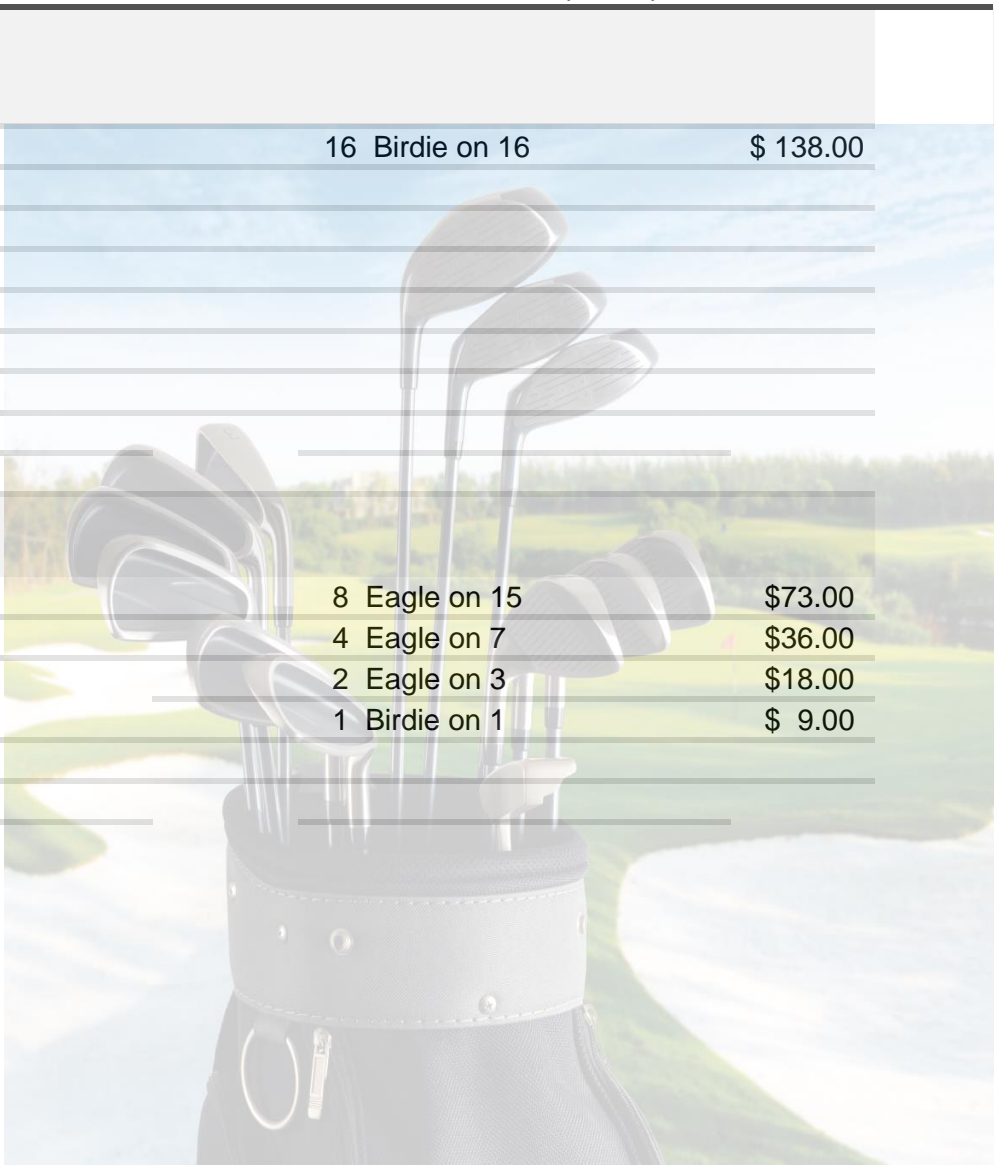 16 Birdie on 16 $ 138.00
8 Eagle on 15 $73.00
4 Eagle on 7 $36.00
2 Eagle on 3 $18.00
1 Birdie on 1 $ 9.00